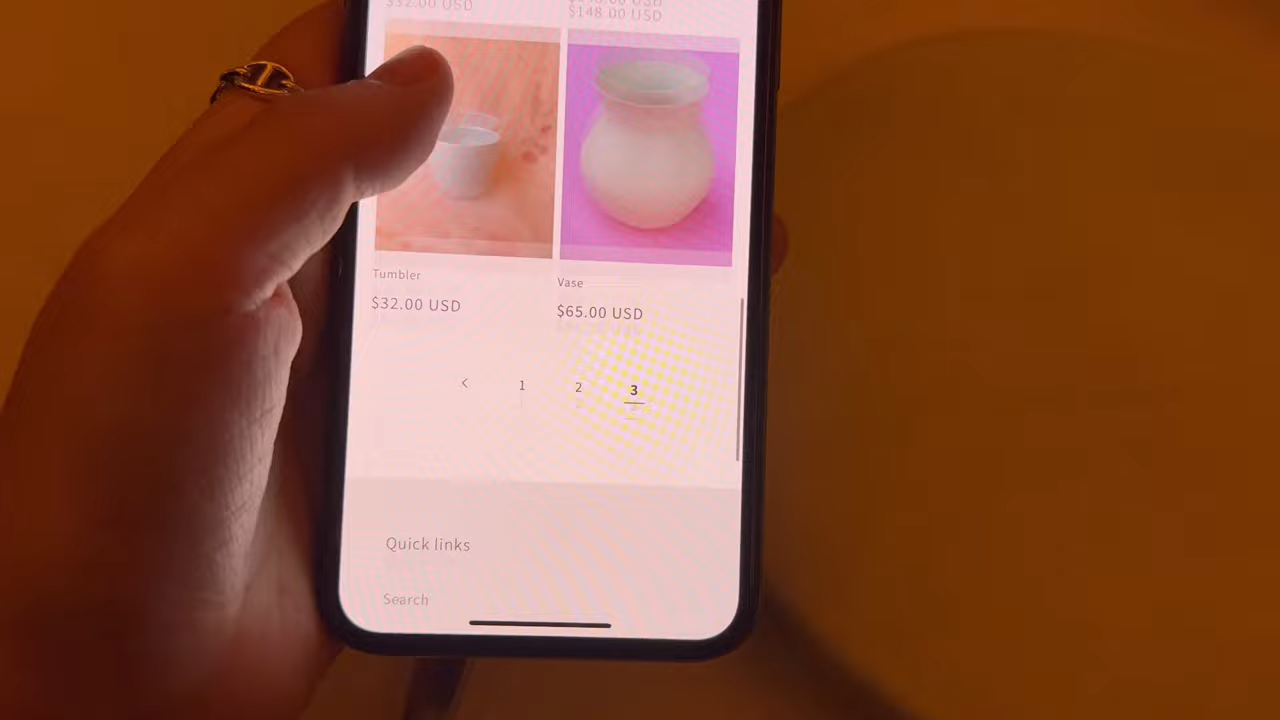 $32.00 USD
$148.00 USD
Tumbler
$32.00 USD
Vase
$65.00 USD
< 1 2 3
Quick links
Search